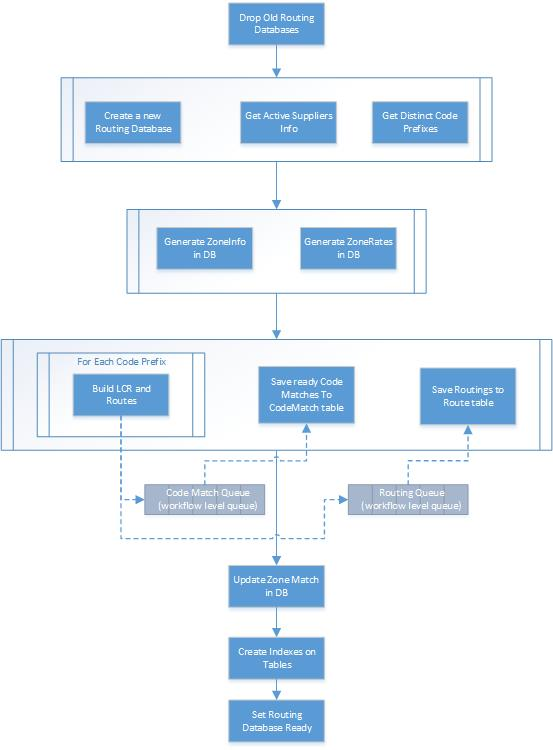 Drop Old Routing
Databases
Create a new
Routing Database
Get Active Suppliers
Info
Get Distinct Code
Prefixes
Generate ZoneInfo
in DB
Generate ZoneRates
in DB
For Each Code Prefix
Build LCR and
Routes
Save ready Code
Matches To
CodeMatch table
Save Routings to
Route table
Code Match Queue
(workflow level queue)
Routing Queue
(workflow level queue)
Update Zone Match
in DB
Create Indexes on
Tables
Set Routing
Database Ready